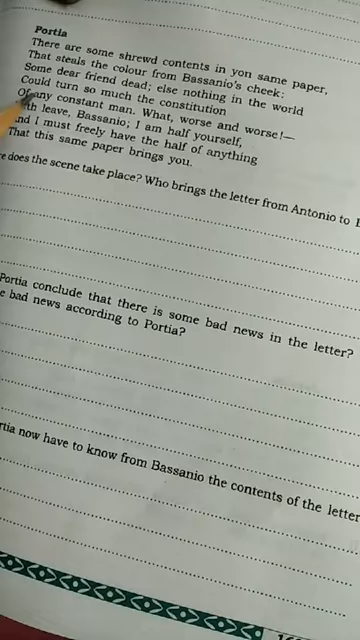 Portia
There are some shrewd contents in yon same paper,
That steals the colour from Bassanio's cheek:
Some dear friend dead; else nothing in the world
Could turn so much the constitution
Of any constant man. What, worse and worse!—
ith leave, Bassanio; I am half yourself,
nd I must freely have the half of anything
That this same paper brings you.
re does the scene take place? Who brings the letter from Antonio to
Portia conclude that there is some bad news in the letter?
e bad news according to Portia?
rtia now have to know from Bassanio the contents of the letter